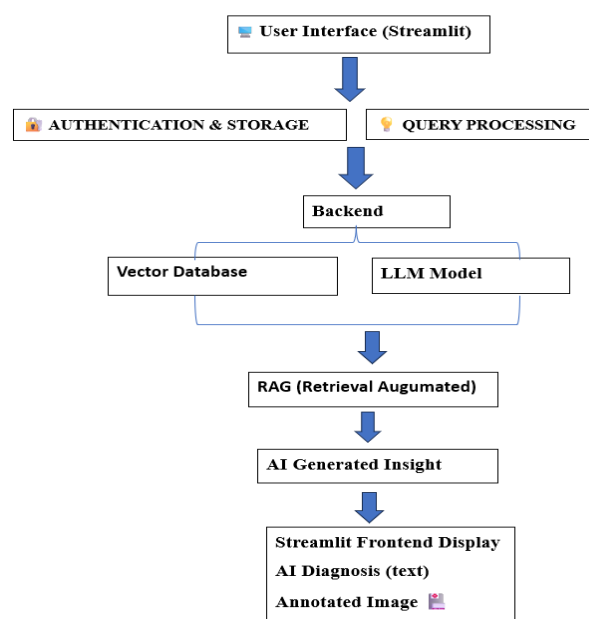 User Interface (Streamlit)
AUTHENTICATION & STORAGE
QUERY PROCESSING
Backend
Vector Database
LLM Model
RAG (Retrieval Augumated)
AI Generated Insight
Streamlit Frontend Display
AI Diagnosis (text)
Annotated Image